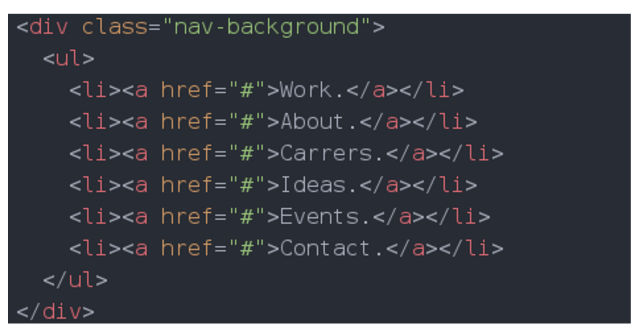 <div class="nav-background">
<ul>
<li><a href="#">Work.</a></li>
<li><a href="#">About.</a></li>
<li><a href="#">Carrers.</a></li>
<li><a href="#">Ideas.</a></li>
<li><a href="#">Events.</a></li>
<li><a href="#">Contact.</a></li>
</ul>
</div>